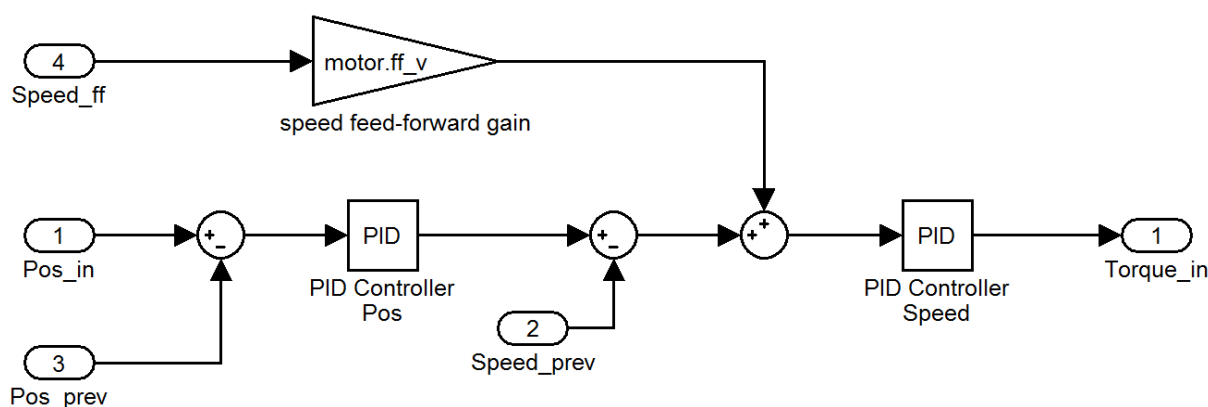 4
Speed_ff
motor.ff_v
speed feed-forward gain
1
Pos_in
+
-
PID
PID Controller
Pos
+
-
+
+
PID
PID Controller
Speed
1
Torque_in
2
Speed_prev
3
Pos_prev